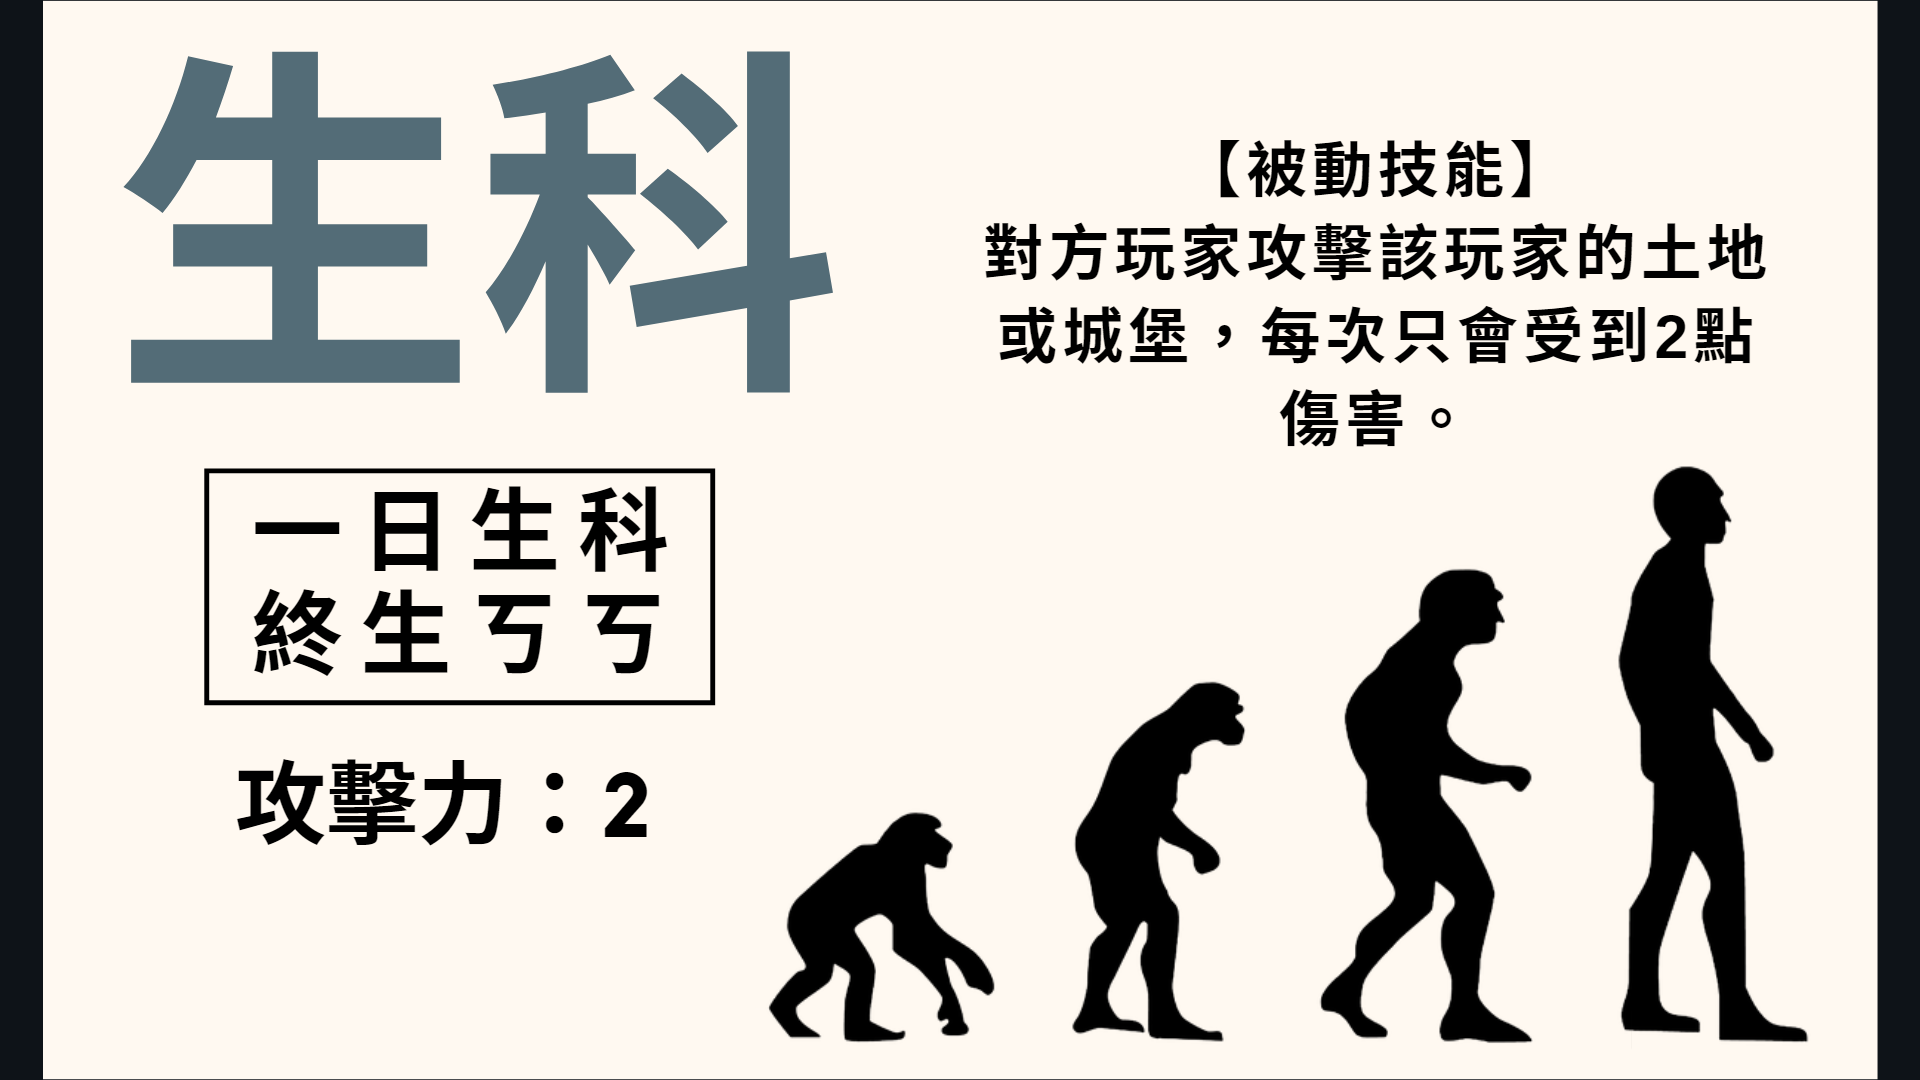 生科
【被動技能】
對方玩家攻擊該玩家的土地
或城堡，每次只會受到2點
傷害。
一日生科
終生ㄎㄎ
攻擊力：2